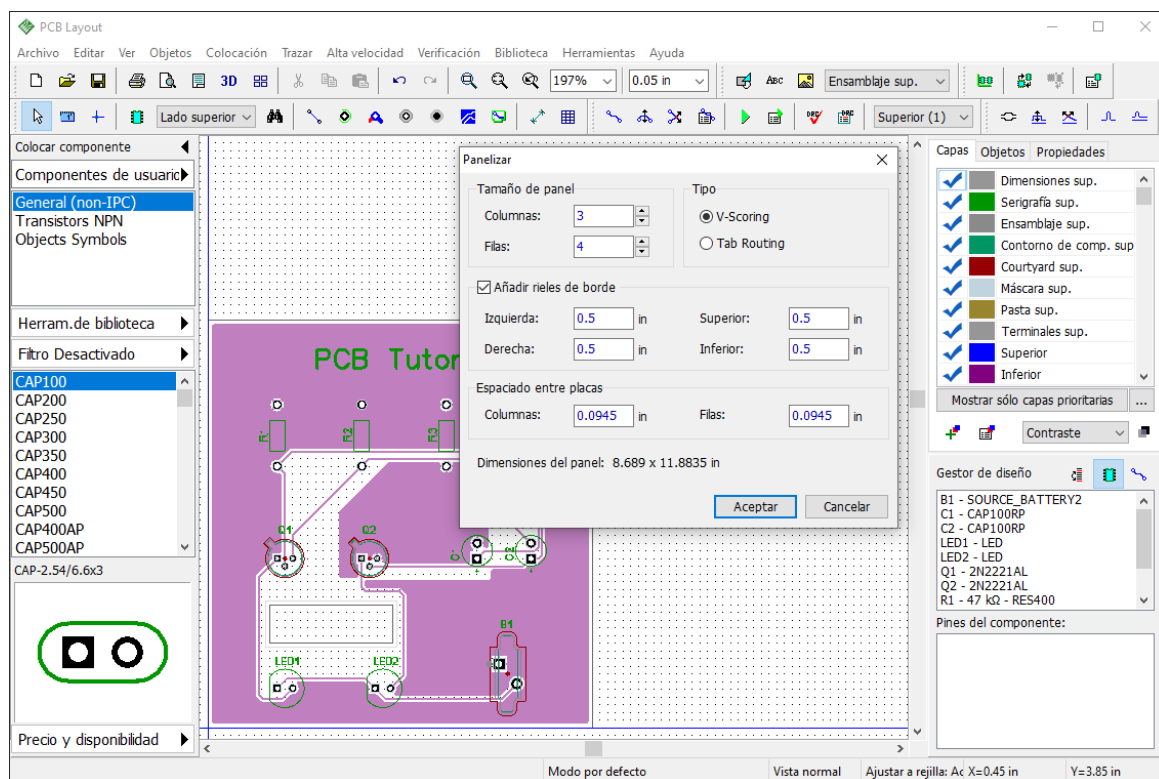 PCB Layout
Archivo Editar Ver Objetos Colocación Trazar Alta velocidad Verificación Biblioteca Herramientas Ayuda
3D 197% 0.05 in ABC Ensamblaje sup.
Lado superior DRC DRC Superior (1)
Colocar componente
Componentes de usuario
General (non-IPC)
Transistors NPN
Objects Symbols
Herram.de biblioteca
Filtro Desactivado
CAP100
CAP200
CAP250
CAP300
CAP350
CAP400
CAP450
CAP500
CAP400AP
CAP500AP
CAP-2.54/6.6x3
Precio y disponibilidad
PCB Tutor
R2
R3
Q1
Q2
LED1
LED2
B1
Panelizar
Tamaño de panel
Columnas: 3
Filas: 4
Tipo
V-Scoring
Tab Routing
Añadir rieles de borde
Izquierda: 0.5 in Superior: 0.5 in
Derecha: 0.5 in Inferior: 0.5 in
Espaciado entre placas
Columnas: 0.0945 in Filas: 0.0945 in
Dimensiones del panel: 8.689 x 11.8835 in
Aceptar Cancelar
Capas Objetos Propiedades
Dimensiones sup.
Serigrafía sup.
Ensamblaje sup.
Contorno de comp. sup
Courtyard sup.
Máscara sup.
Pasta sup.
Terminales sup.
Superior
Inferior
Mostrar sólo capas prioritarias ...
Contraste
Gestor de diseño
B1 - SOURCE_BATTERY2
C1 - CAP100RP
C2 - CAP100RP
LED1 - LED
LED2 - LED
Q1 - 2N2221AL
Q2 - 2N2221AL
R1 - 47 kΩ - RES400
Pines del componente:
Modo por defecto Vista normal Ajustar a rejilla: Ac X=0.45 in Y=3.85 in